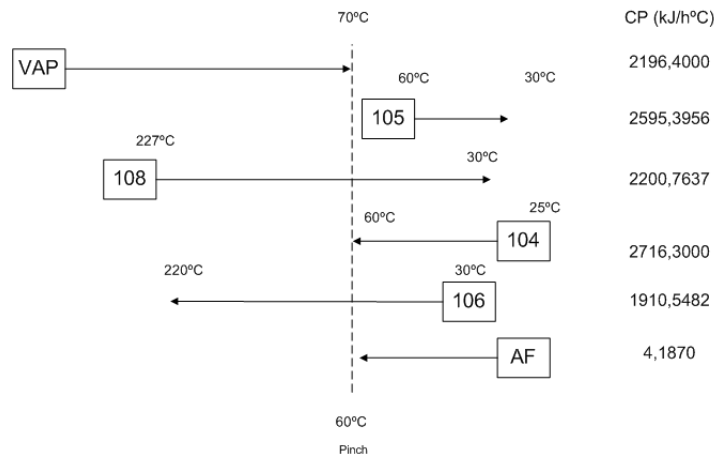 70ºC CP (kJ/hºC)
VAP 2196,4000
60ºC 30ºC
105 2595,3956
227ºC 30ºC
108 2200,7637
60ºC 25ºC
104 2716,3000
220ºC 30ºC
106 1910,5482
AF 4,1870
60ºC
Pinch